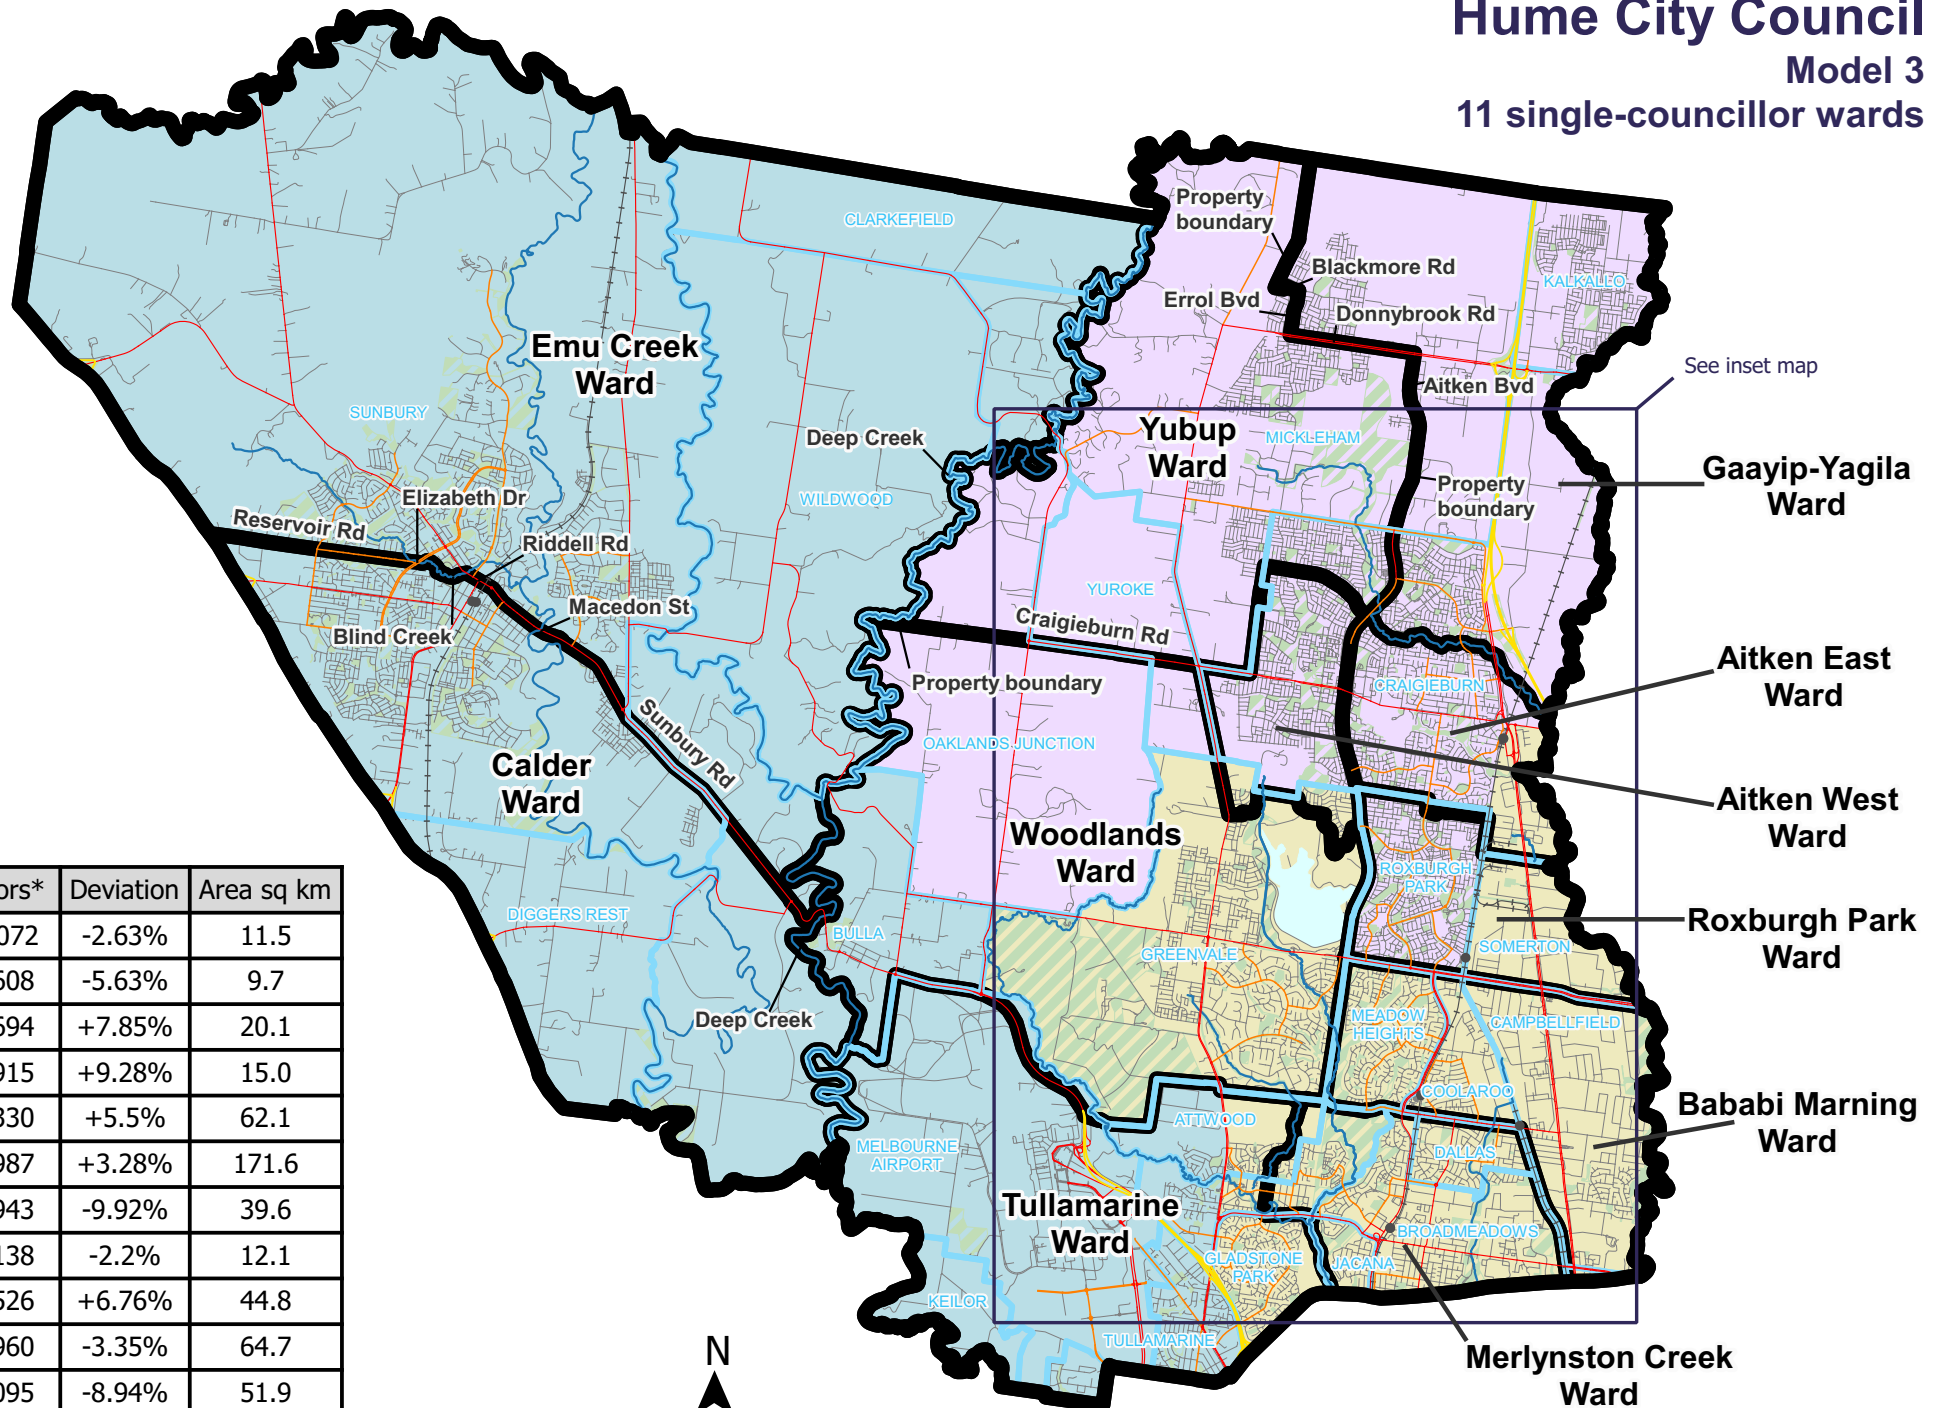 Hume City Council
Model 3
11 single-councillor wards
CLARKEFIELD
Property
boundary
Blackmore Rd
KALKALLO
Errol Bvd
Donnybrook Rd
See inset map
Emu Creek
Ward
Aitken Bvd
SUNBURY
Deep Creek
Yubup
Ward
MICKLEHAM
Gaayip-Yagila
Ward
Property
boundary
WILDWOOD
Elizabeth Dr
Reservoir Rd
Riddell Rd
Macedon St
Blind Creek
YUROKE
Craigieburn Rd
Property boundary
CRAIGIEBURN
Aitken East
Ward
Sunbury Rd
OAKLANDS JUNCTION
Calder
Ward
Aitken West
Ward
Woodlands
Ward
ROXBURGH
PARK
Roxburgh Park
Ward
DIGGERS REST
BULLA
GREENVALE
SOMERTON
Deep Creek
MEADOW
HEIGHTS
CAMPBELLFIELD
COOLAROO
Bababi Marning
Ward
ATTWOOD
MELBOURNE
AIRPORT
DALLAS
Tullamarine
Ward
BROADMEADOWS
GLADSTONE
PARK
JACANA
KEILOR
TULLAMARINE
Merlynston Creek
Ward
N
ors* Deviation Area sq km
072 -2.63% 11.5
608 -5.63% 9.7
594 +7.85% 20.1
915 +9.28% 15.0
330 +5.5% 62.1
987 +3.28% 171.6
943 -9.92% 39.6
138 -2.2% 12.1
526 +6.76% 44.8
960 -3.35% 64.7
095 -8.94% 51.9